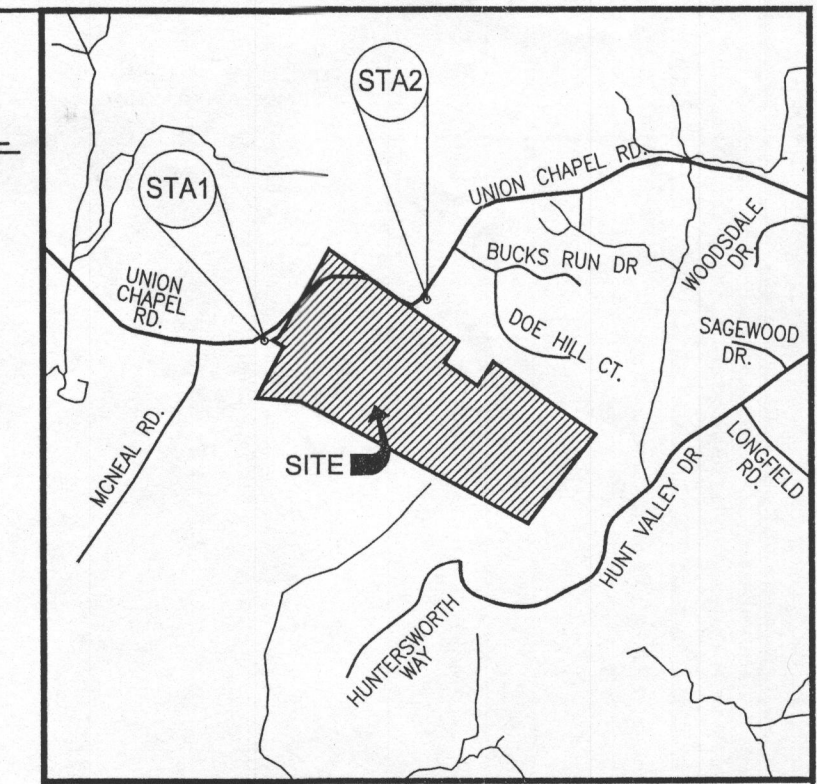 STA2
STA1
UNION CHAPEL RD.
UNION
CHAPEL
RD.
BUCKS RUN DR
WOODSDALE
DR.
DOE HILL CT.
SAGEWOOD
DR.
MCNEAL RD.
SITE
LONGFIELD
RD.
HUNT VALLEY DR
HUNTERSWORTH
WAY